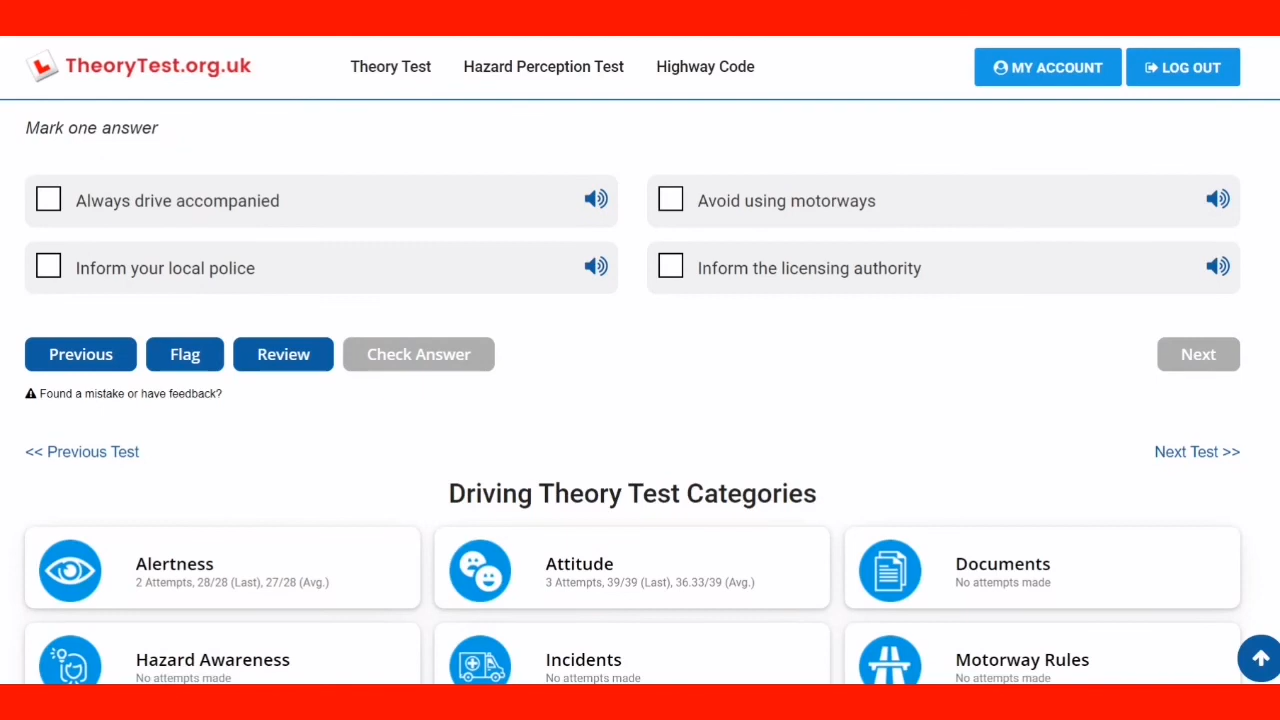 TheoryTest.org.uk
Theory Test
Hazard Perception Test
Highway Code
MY ACCOUNT
LOG OUT
Mark one answer
Always drive accompanied
Avoid using motorways
Inform your local police
Inform the licensing authority
Previous
Flag
Review
Check Answer
Next
Found a mistake or have feedback?
<< Previous Test
Next Test >>
Driving Theory Test Categories
Alertness
2 Attempts, 28/28 (Last), 27/28 (Avg.)
Attitude
3 Attempts, 39/39 (Last), 36.33/39 (Avg.)
Documents
No attempts made
Hazard Awareness
No attempts made
Incidents
No attempts made
Motorway Rules
No attempts made